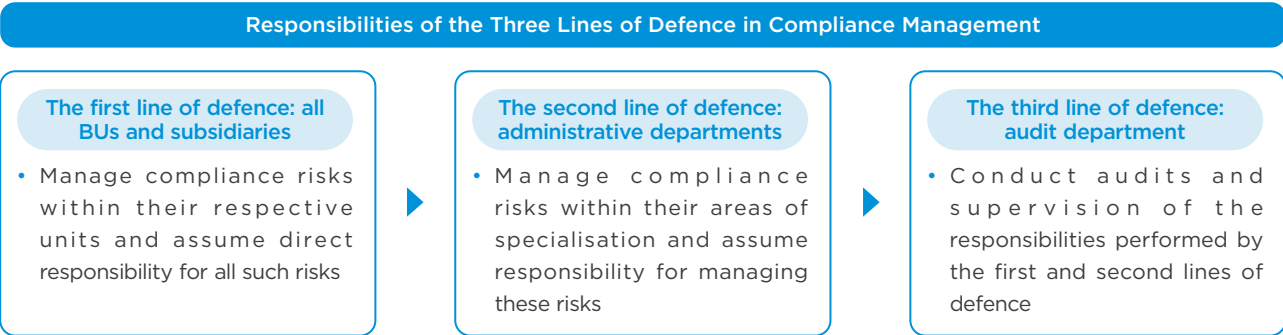 Responsibilities of the Three Lines of Defence in Compliance Management
The first line of defence: all
BUs and subsidiaries
• Manage compliance risks
within their respective
units and assume direct
responsibility for all such risks
The second line of defence:
administrative departments
• Manage compliance
risks within their areas of
specialisation and assume
responsibility for managing
these risks
The third line of defence:
audit department
• Conduct audits and
supervision of the
responsibilities performed by
the first and second lines of
defence